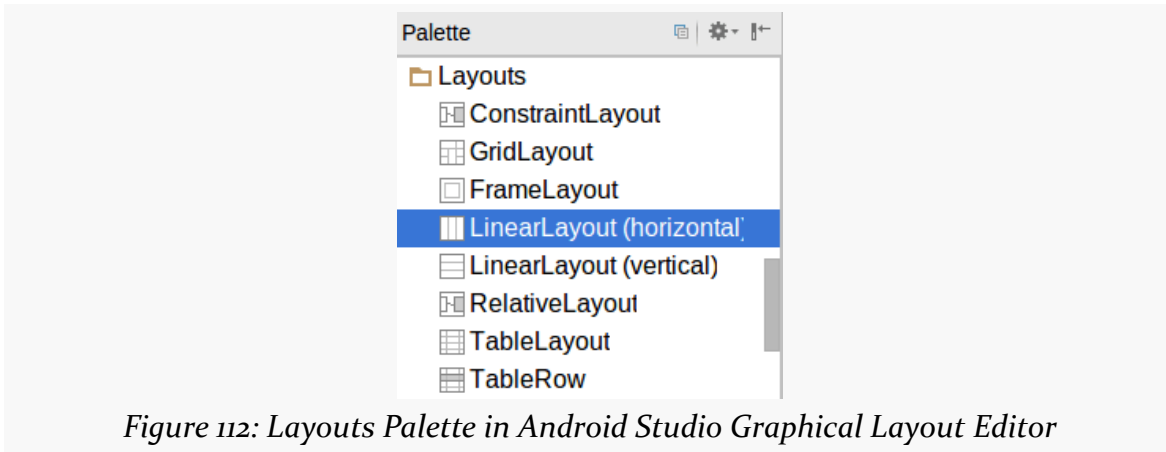 Palette
Layouts
ConstraintLayout
GridLayout
FrameLayout
LinearLayout (horizontal)
LinearLayout (vertical)
RelativeLayout
TableLayout
TableRow
Figure 112: Layouts Palette in Android Studio Graphical Layout Editor